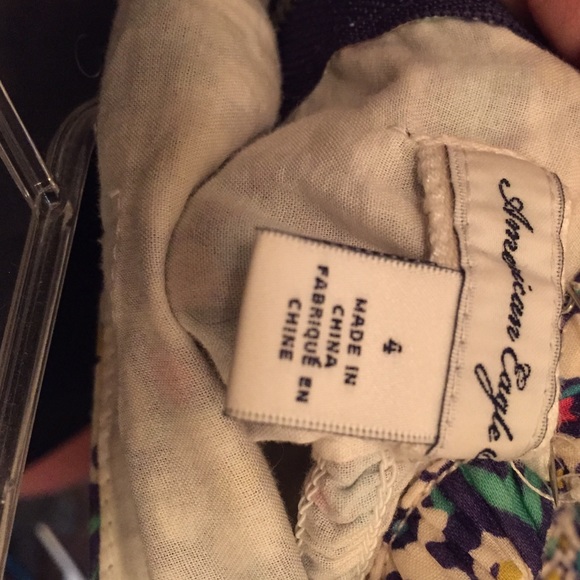 American Eagle
4
MADE IN
CHINA
FABRIQUÉ EN
CHINE